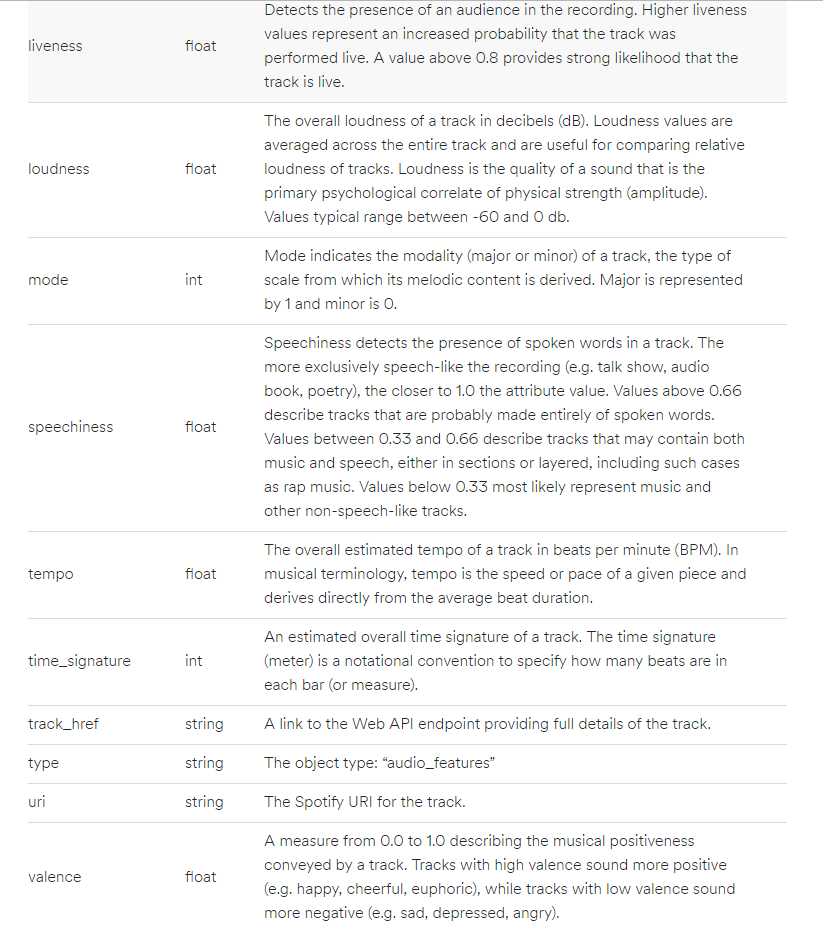 liveness float Detects the presence of an audience in the recording. Higher liveness
values represent an increased probability that the track was
performed live. A value above 0.8 provides strong likelihood that the
track is live.
loudness float The overall loudness of a track in decibels (dB). Loudness values are
averaged across the entire track and are useful for comparing relative
loudness of tracks. Loudness is the quality of a sound that is the
primary psychological correlate of physical strength (amplitude).
Values typical range between -60 and 0 db.
mode int Mode indicates the modality (major or minor) of a track, the type of
scale from which its melodic content is derived. Major is represented
by 1 and minor is 0.
speechiness float Speechiness detects the presence of spoken words in a track. The
more exclusively speech-like the recording (e.g. talk show, audio
book, poetry), the closer to 1.0 the attribute value. Values above 0.66
describe tracks that are probably made entirely of spoken words.
Values between 0.33 and 0.66 describe tracks that may contain both
music and speech, either in sections or layered, including such cases
as rap music. Values below 0.33 most likely represent music and
other non-speech-like tracks.
tempo float The overall estimated tempo of a track in beats per minute (BPM). In
musical terminology, tempo is the speed or pace of a given piece and
derives directly from the average beat duration.
time_signature int An estimated overall time signature of a track. The time signature
(meter) is a notational convention to specify how many beats are in
each bar (or measure).
track_href string A link to the Web API endpoint providing full details of the track.
type string The object type: “audio_features”
uri string The Spotify URI for the track.
valence float A measure from 0.0 to 1.0 describing the musical positiveness
conveyed by a track. Tracks with high valence sound more positive
(e.g. happy, cheerful, euphoric), while tracks with low valence sound
more negative (e.g. sad, depressed, angry).